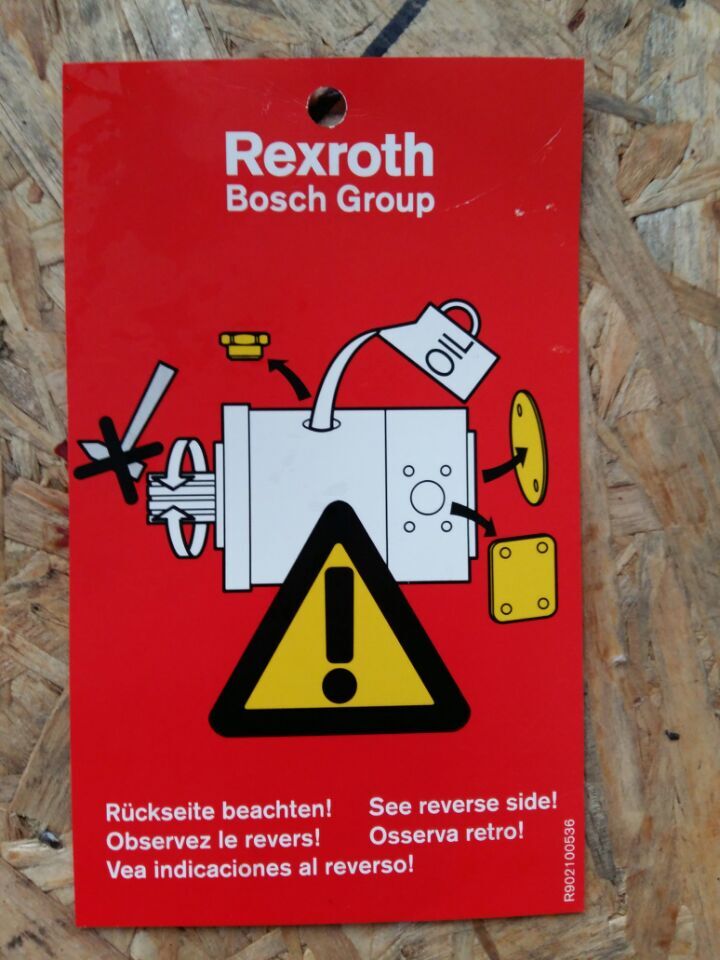 Rexroth
Bosch Group
OIL
Rückseite beachten!
See reverse side!
Observez le revers!
Osserva retro!
Vea indicaciones al reverso!
R902100536